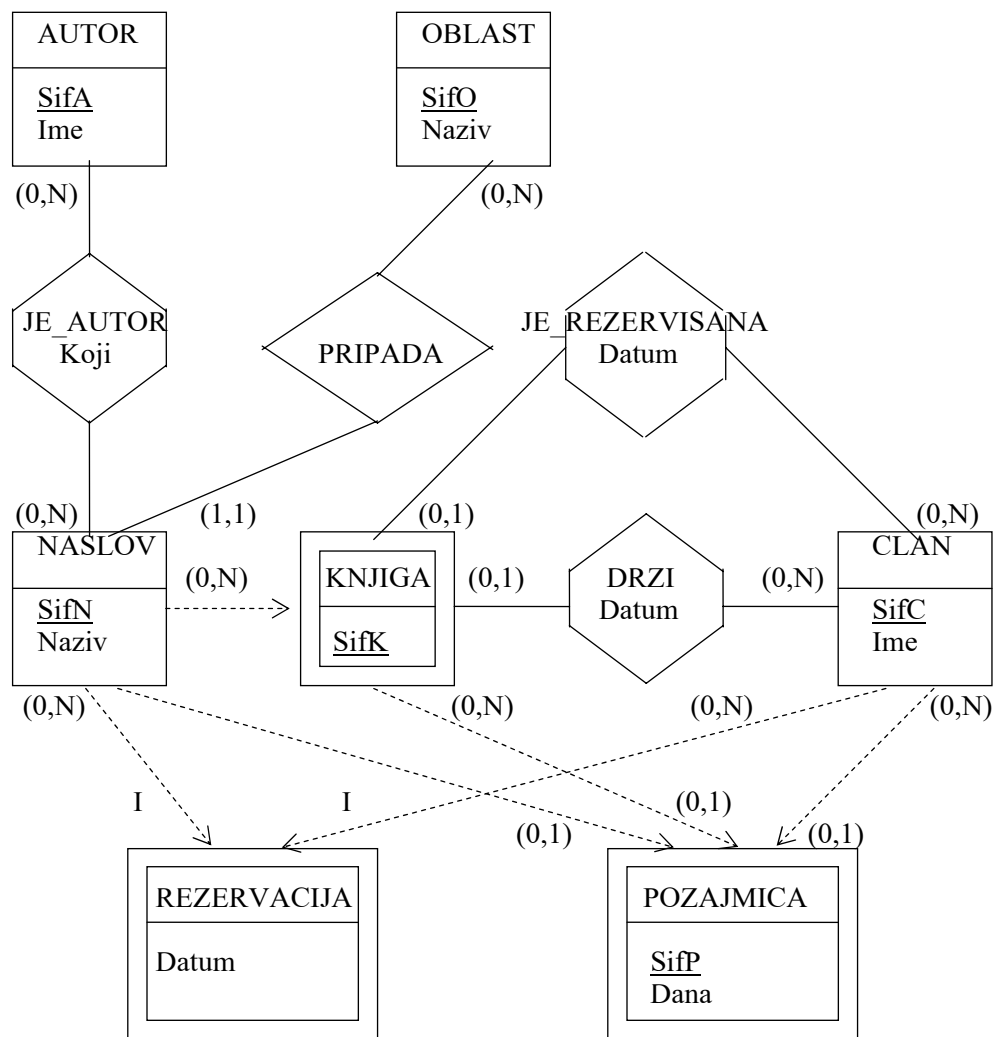 AUTOR
OBLAST
SifA
Ime
SifO
Naziv
(0,N)
(0,N)
JE_AUTOR
Koji
PRIPADA
JE_REZERVISANA
Datum
(0,N)
(1,1)
(0,1)
(0,N)
NASLOV
SifN
Naziv
(0,N)
KNJIGA
SifK
(0,1)
DRZI
Datum
(0,N)
CLAN
SifC
Ime
(0,N)
(0,N)
(0,N)
(0,N)
I
I
(0,1)
(0,1)
(0,1)
REZERVACIJA
Datum
POZAJMICA
SifP
Dana